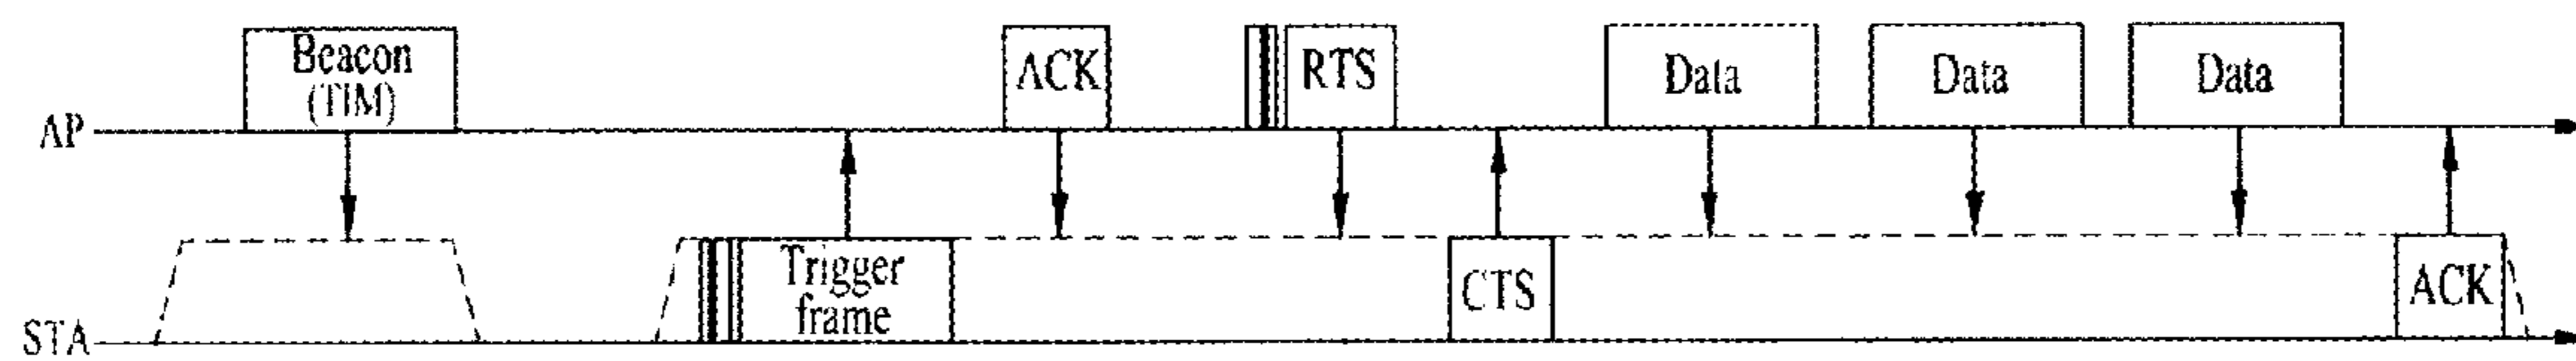 Beacon
(TIM)
ACK
RTS
Data
Data
Data
AP
Trigger
frame
CTS
ACK
STA